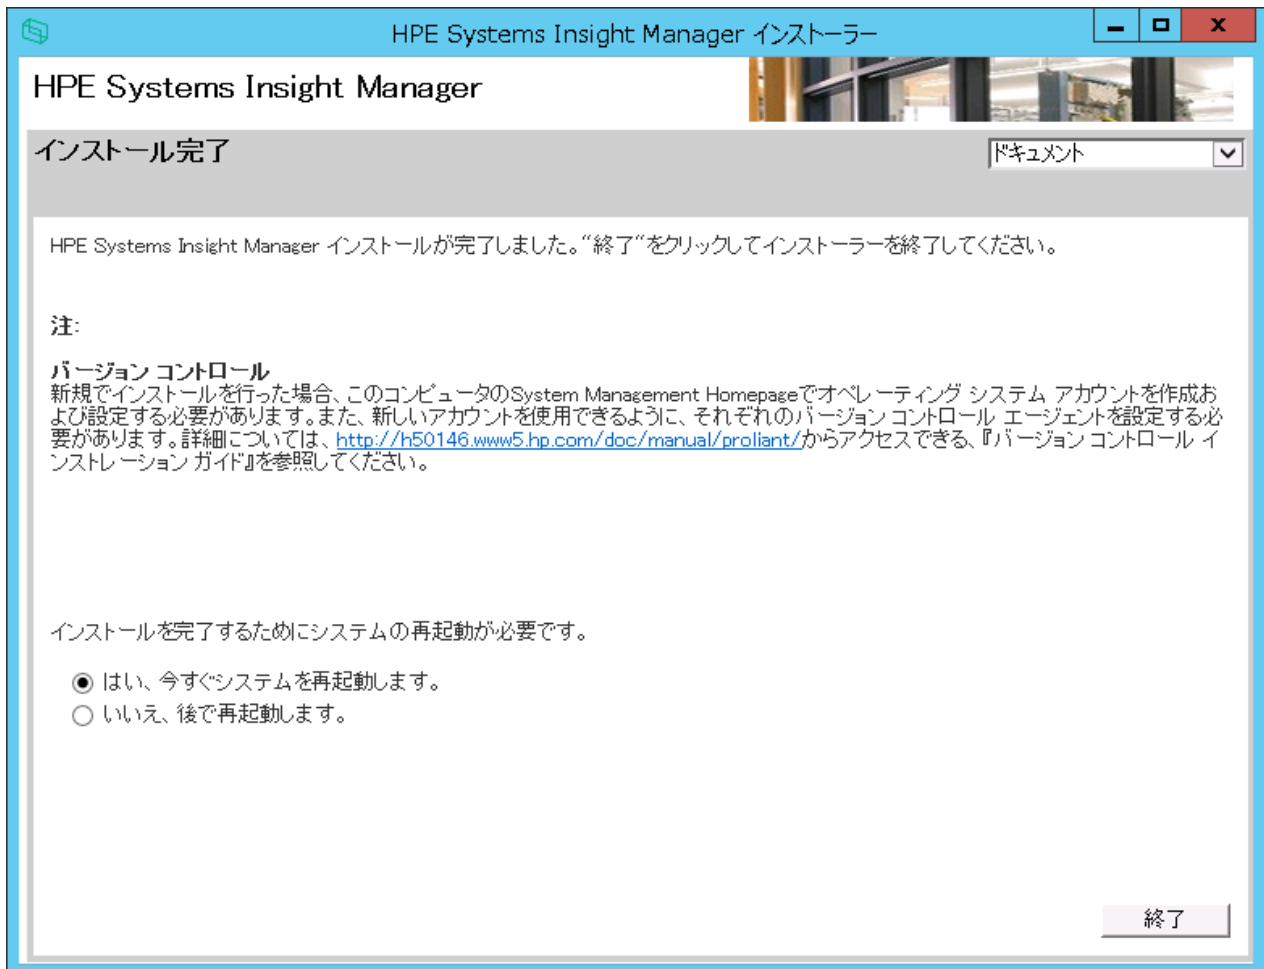 HPE Systems Insight Manager インストーラー
HPE Systems Insight Manager
インストール完了
ドキュメント
HPE Systems Insight Manager インストールが完了しました。“終了“をクリックしてインストーラーを終了してください。
注:
バージョン コントロール
新規でインストールを行った場合、このコンピュータのSystem Management Homepageでオペレーティング システム アカウントを作成お
よび設定する必要があります。また、新しいアカウントを使用できるように、それぞれのバージョン コントロール エージェントを設定する必
要があります。詳細については、http://h50146.www5.hp.com/doc/manual/proliant/からアクセスできる、『バージョン コントロール イ
ンストレーション ガイド』を参照してください。
インストールを完了するためにシステムの再起動が必要です。
はい、今すぐシステムを再起動します。
いいえ、後で再起動します。
終了